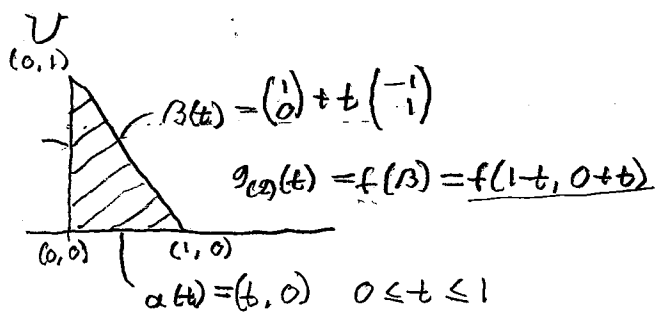 U
(0,1)
β(t) = (1 0) + t (-1 1)
g(2)(t) = f(β) = f(1-t, 0+t)
(0,0) (1,0)
α(t) = (t, 0) 0 ≤ t ≤ 1